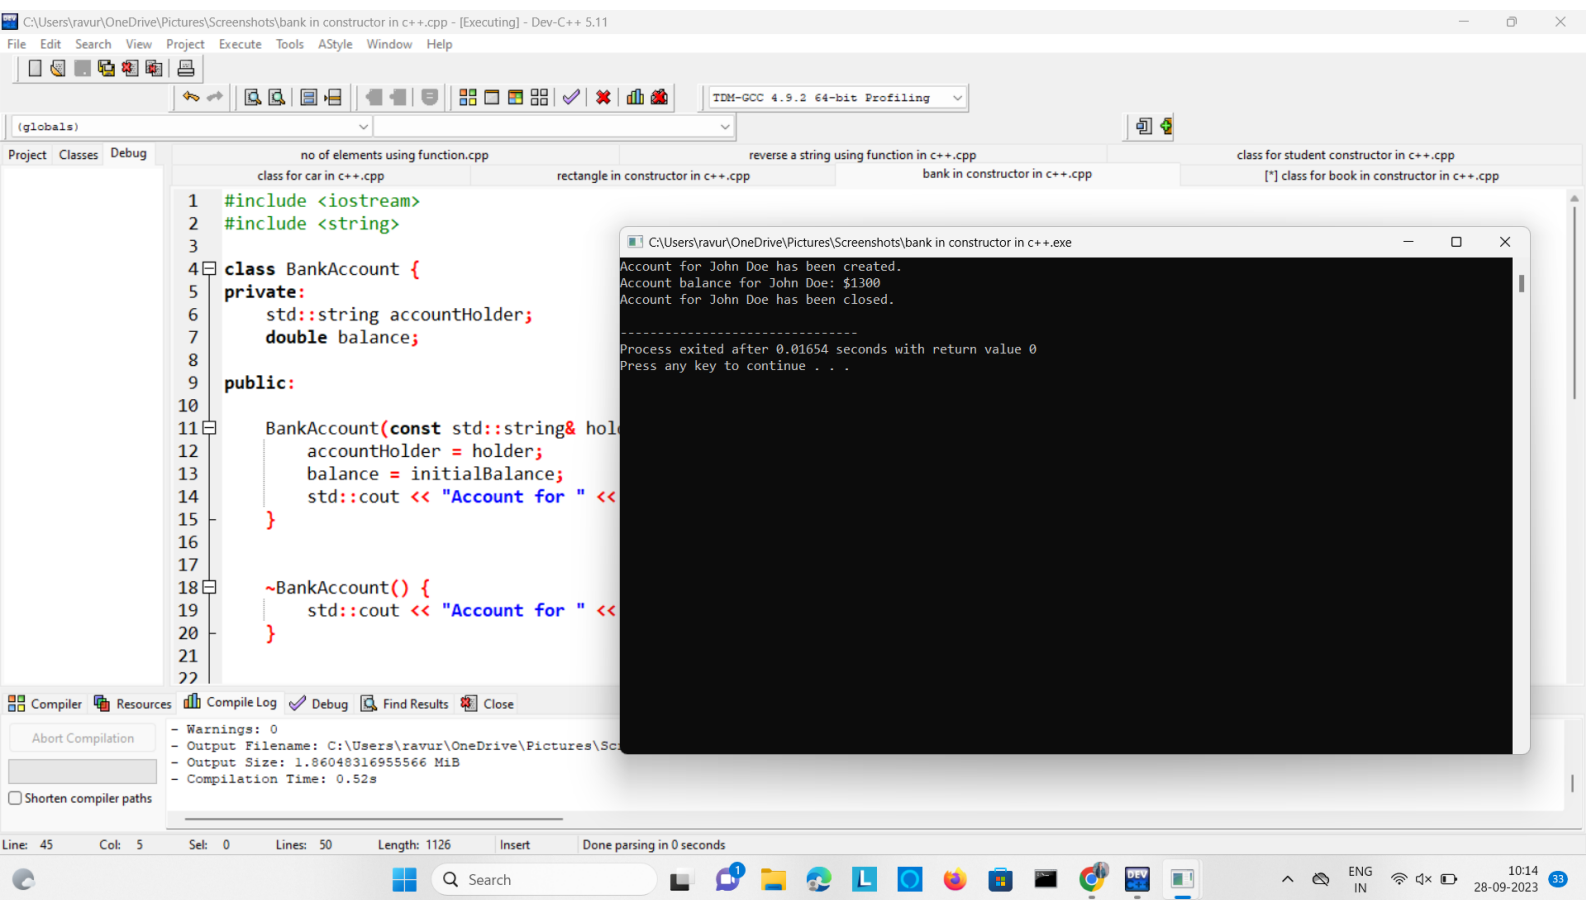 C:\Users\ravur\OneDrive\Pictures\Screenshots\bank in constructor in c++.cpp - [Executing] - Dev-C++ 5.11
File Edit Search View Project Execute Tools AStyle Window Help
TDM-GCC 4.9.2 64-bit Profiling
(globals)
Project Classes Debug
no of elements using function.cpp reverse a string using function in c++.cpp class for student constructor in c++.cpp
class for car in c++.cpp rectangle in constructor in c++.cpp bank in constructor in c++.cpp [*] class for book in constructor in c++.cpp
1 #include <iostream>
2 #include <string>
3
4 class BankAccount {
5 private:
6 std::string accountHolder;
7 double balance;
8
9 public:
10
11 BankAccount(const std::string& hol
12 accountHolder = holder;
13 balance = initialBalance;
14 std::cout << "Account for " <<
15 }
16
17
18 ~BankAccount() {
19 std::cout << "Account for " <<
20 }
21
22
C:\Users\ravur\OneDrive\Pictures\Screenshots\bank in constructor in c++.exe
Account for John Doe has been created.
Account balance for John Doe: $1300
Account for John Doe has been closed.
--------------------------------
Process exited after 0.01654 seconds with return value 0
Press any key to continue . . .
Compiler Resources Compile Log Debug Find Results Close
Abort Compilation
Shorten compiler paths
- Warnings: 0
- Output Filename: C:\Users\ravur\OneDrive\Pictures\Sc
- Output Size: 1.86048316955566 MiB
- Compilation Time: 0.52s
Line: 45 Col: 5 Sel: 0 Lines: 50 Length: 1126 Insert Done parsing in 0 seconds
Search
1
L
DEV
ENG
IN
10:14
28-09-2023
33